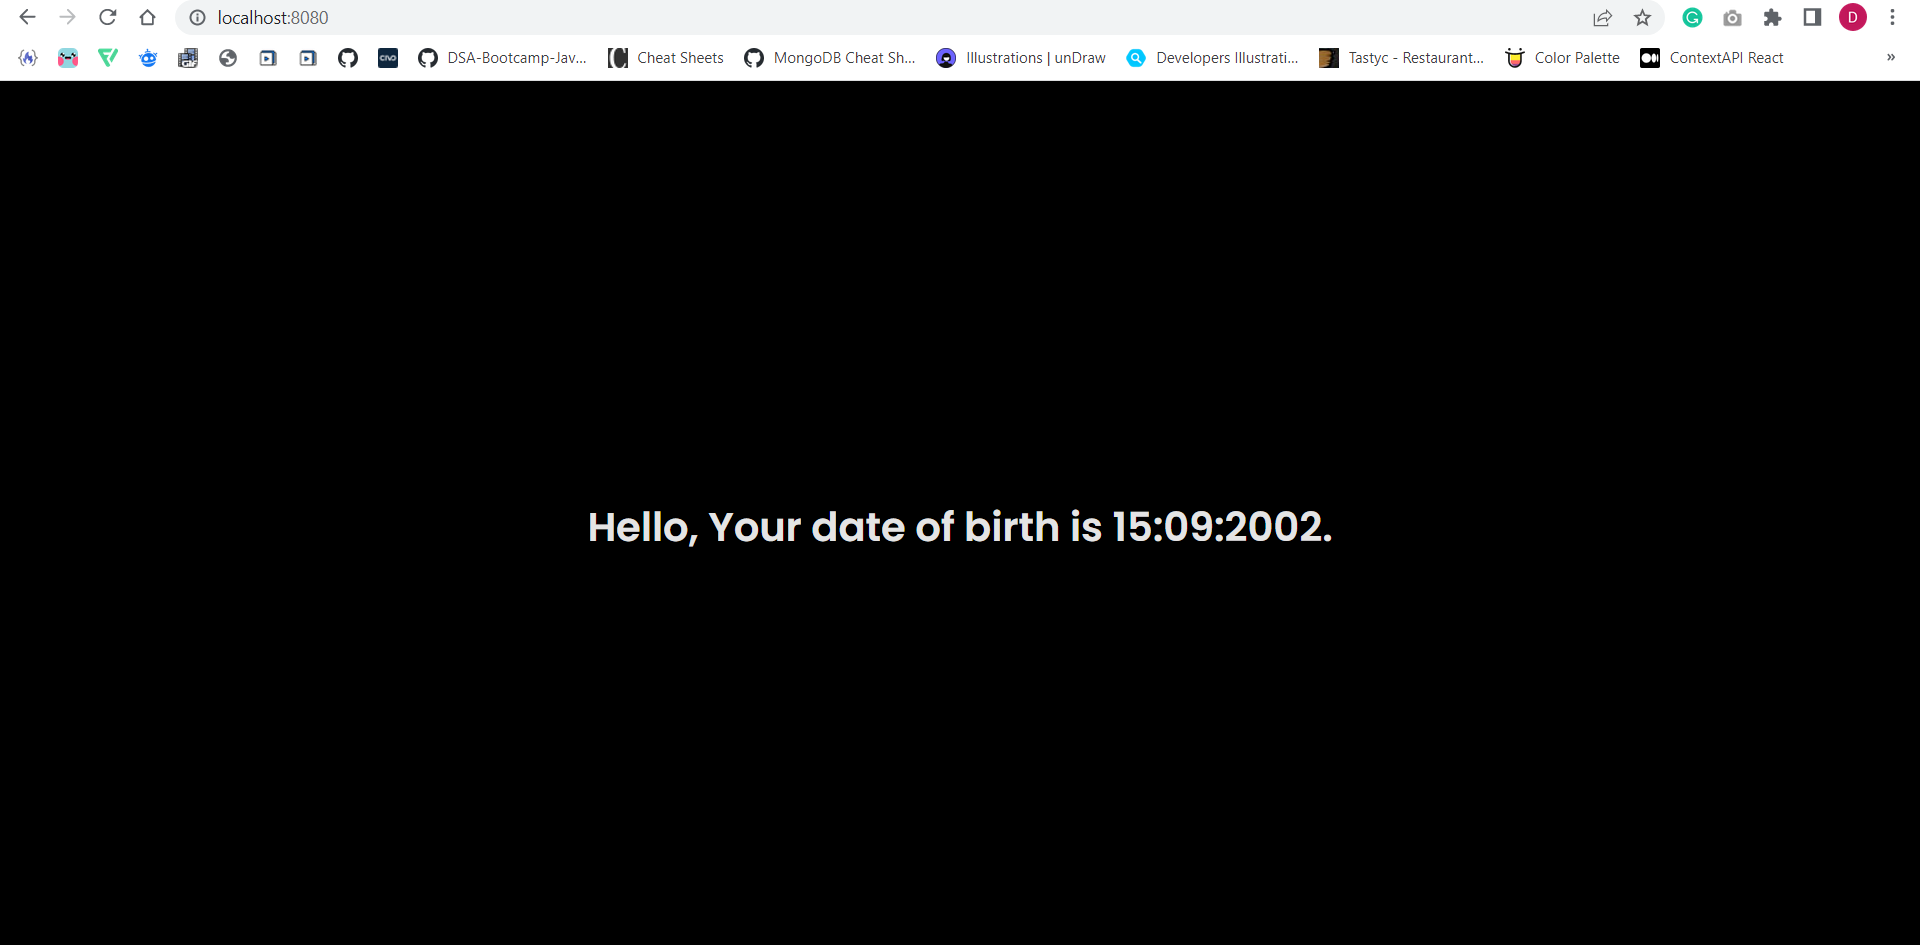 localhost:8080
D
CIVO
DSA-Bootcamp-Jav...
Cheat Sheets
MongoDB Cheat Sh...
Illustrations | unDraw
Developers Illustrati...
Tastyc - Restaurant...
Color Palette
ContextAPI React
»
Hello, Your date of birth is 15:09:2002.